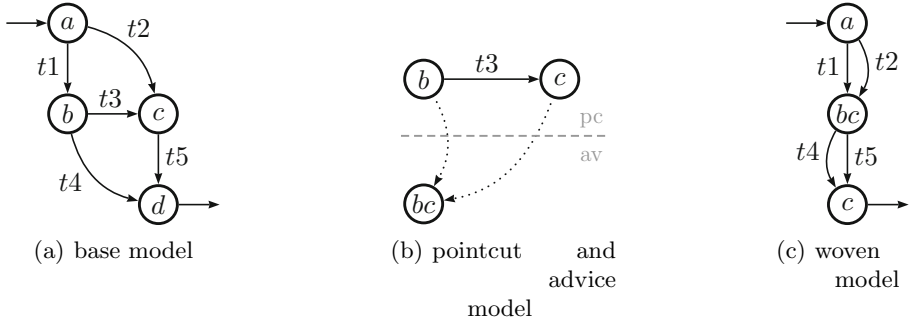 a
t2
t1
b
t3
c
t4
t5
d
(a) base model
b
t3
c
pc
av
bc
(b) pointcut and
advice
model
a
t1
t2
bc
t4
t5
c
(c) woven
model